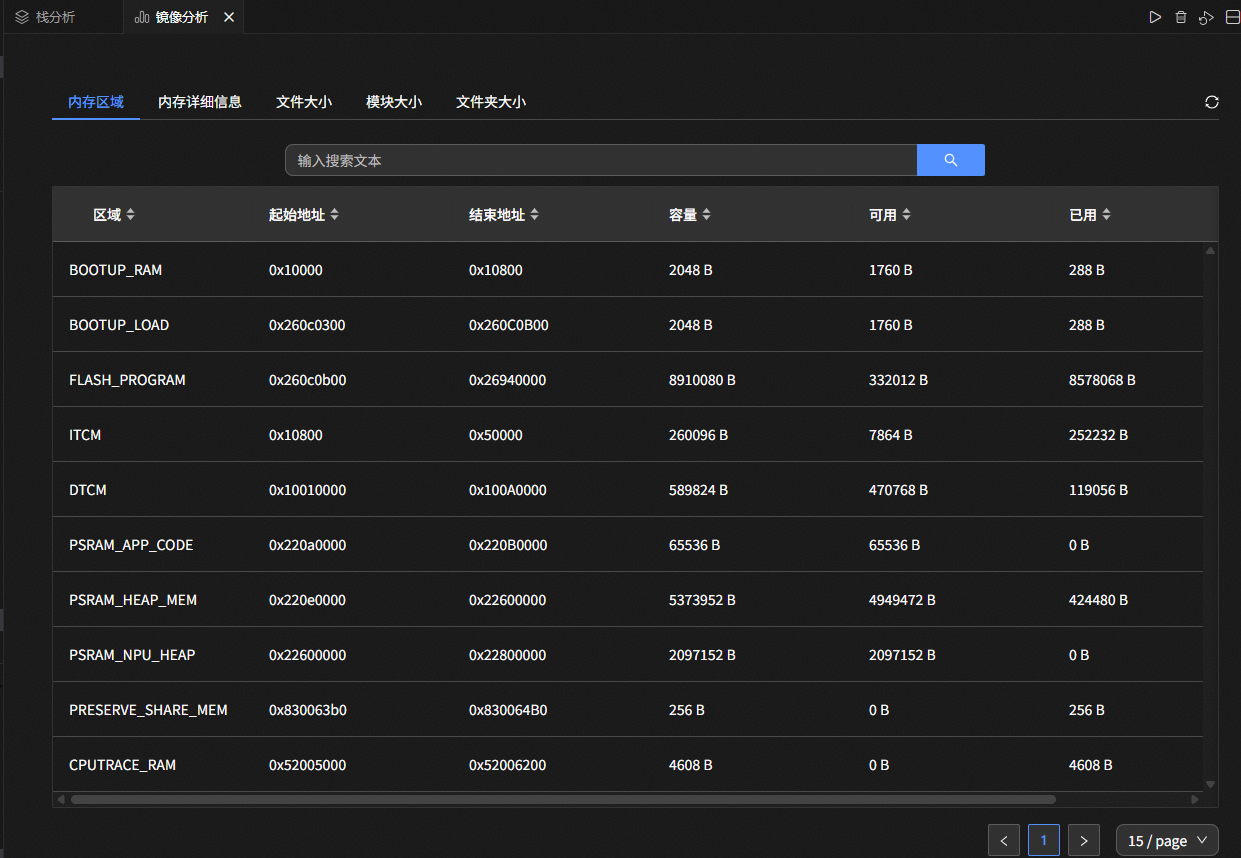 栈分析 镜像分析
内存区域 内存详细信息 文件大小 模块大小 文件夹大小
输入搜索文本
区域 起始地址 结束地址 容量 可用 已用
BOOTUP_RAM 0x10000 0x10800 2048 B 1760 B 288 B
BOOTUP_LOAD 0x260c0300 0x260C0B00 2048 B 1760 B 288 B
FLASH_PROGRAM 0x260c0b00 0x26940000 8910080 B 332012 B 8578068 B
ITCM 0x10800 0x50000 260096 B 7864 B 252232 B
DTCM 0x10010000 0x100A0000 589824 B 470768 B 119056 B
PSRAM_APP_CODE 0x220a0000 0x220B0000 65536 B 65536 B 0 B
PSRAM_HEAP_MEM 0x220e0000 0x22600000 5373952 B 4949472 B 424480 B
PSRAM_NPU_HEAP 0x22600000 0x22800000 2097152 B 2097152 B 0 B
PRESERVE_SHARE_MEM 0x830063b0 0x830064B0 256 B 0 B 256 B
CPUTRACE_RAM 0x52005000 0x52006200 4608 B 0 B 4608 B
1 15 / page